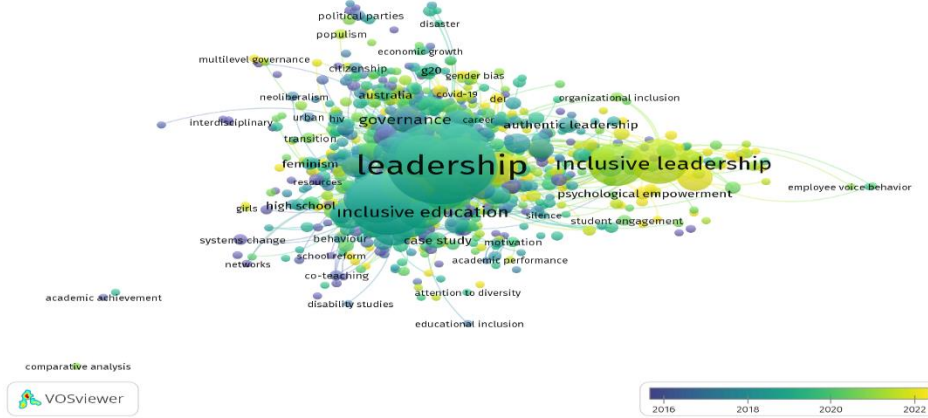 political parties
disaster
populism
economic growth
multilevel governance
citizenship
g20
gender bias
neoliberalism
australia
covid-19
dei
organizational inclusion
interdisciplinary
urban
hiv
governance
career
authentic leadership
transition
feminism
leadership
inclusive leadership
resources
psychological empowerment
employee voice behavior
girls
high school
inclusive education
silence
student engagement
systems change
behaviour
case study
motivation
networks
school reform
academic performance
co-teaching
academic achievement
disability studies
attention to diversity
educational inclusion
comparative analysis
VOSviewer
2016
2018
2020
2022